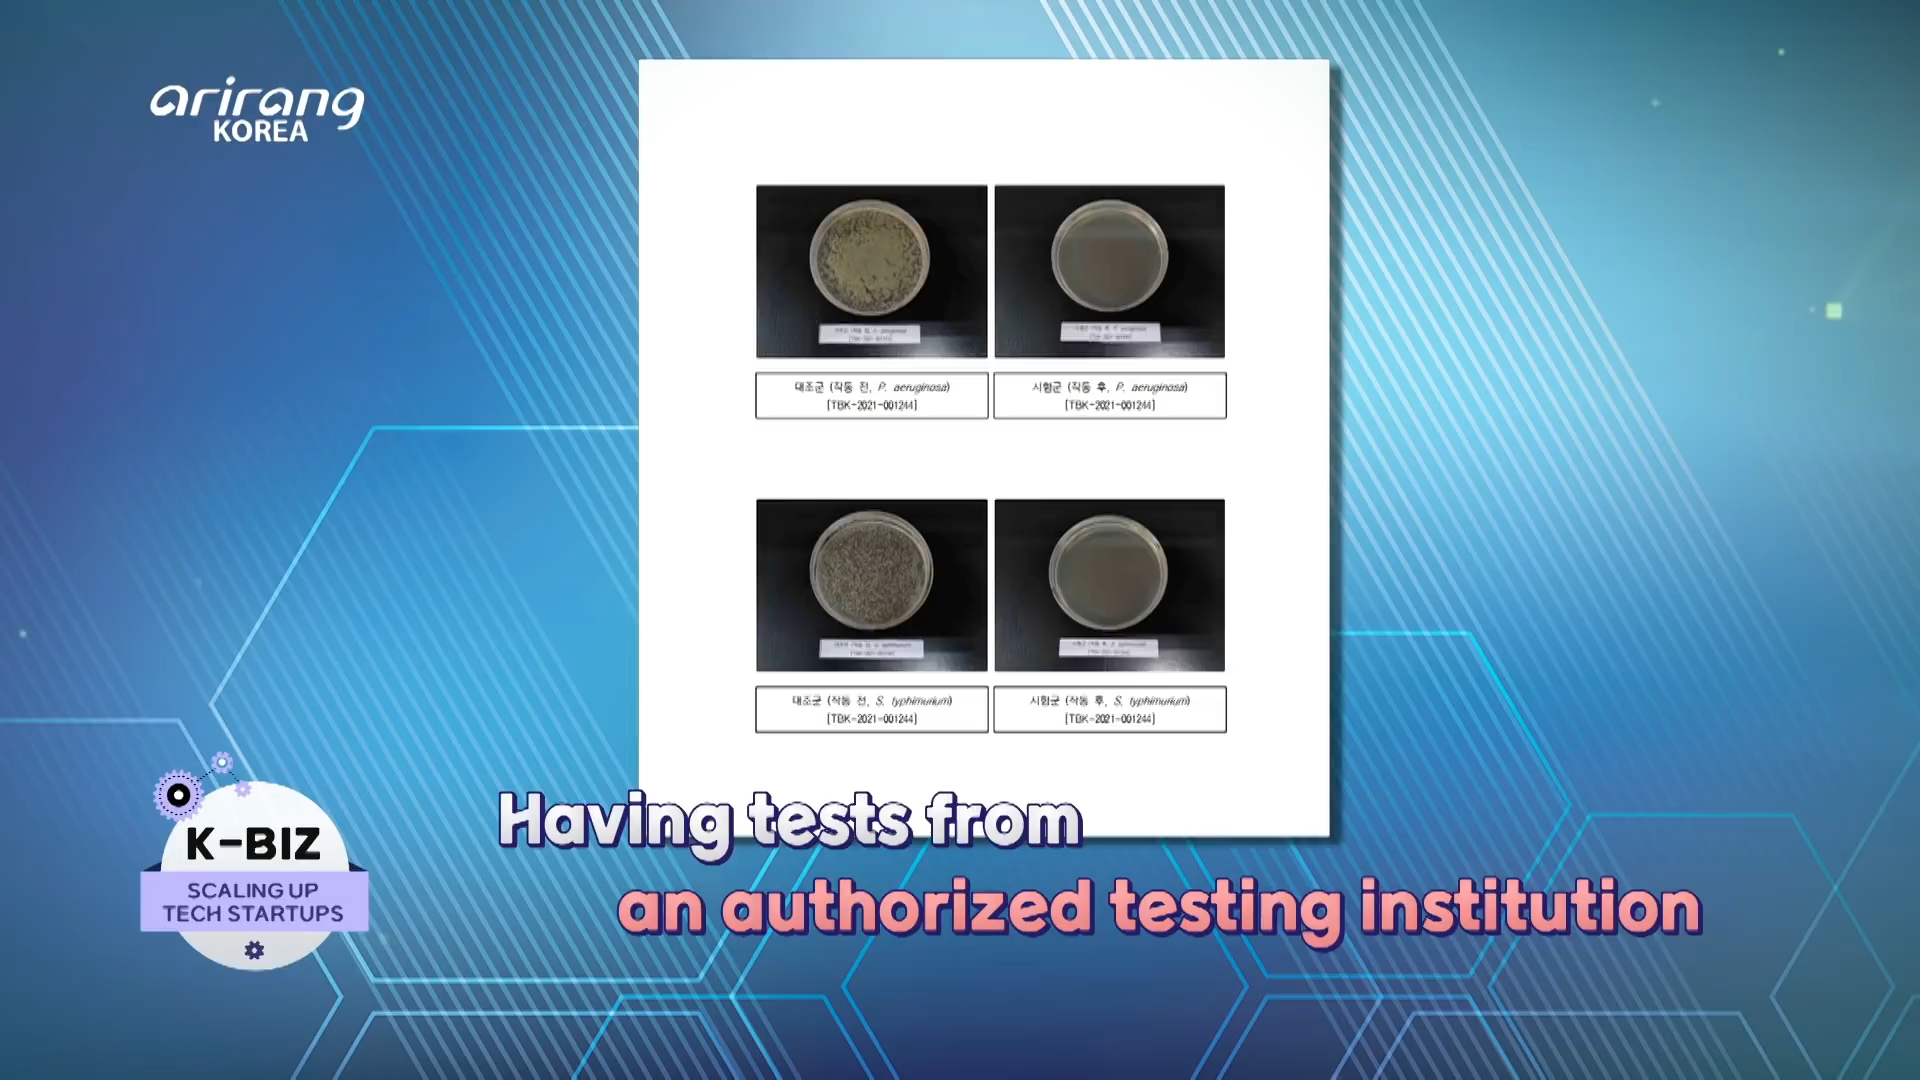 arirang
KOREA
대조군 (작동 전, P. aeruginosa)
[TBK-2021-001244]
시험군 (작동 후, P. aeruginosa)
[TBK-2021-001244]
대조군 (작동 전, S. typhimurium)
[TBK-2021-001244]
시험군 (작동 후, S. typhimurium)
[TBK-2021-001244]
Having tests from
an authorized testing institution
K-BIZ
SCALING UP
TECH STARTUPS